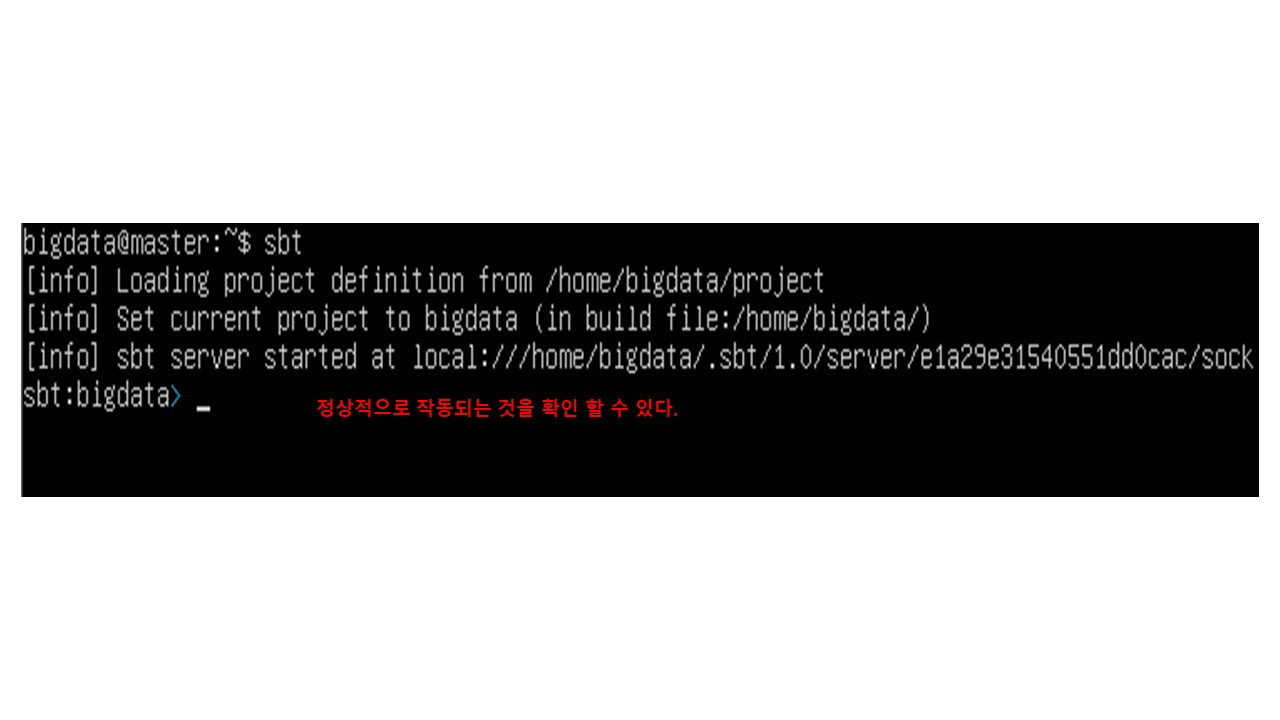 bigdata@master:~$ sbt
[info] Loading project definition from /home/bigdata/project
[info] Set current project to bigdata (in build file:/home/bigdata/)
[info] sbt server started at local:///home/bigdata/.sbt/1.0/server/e1a29e31540551dd0cac/sock
sbt:bigdata> _
정상적으로 작동되는 것을 확인 할 수 있다.